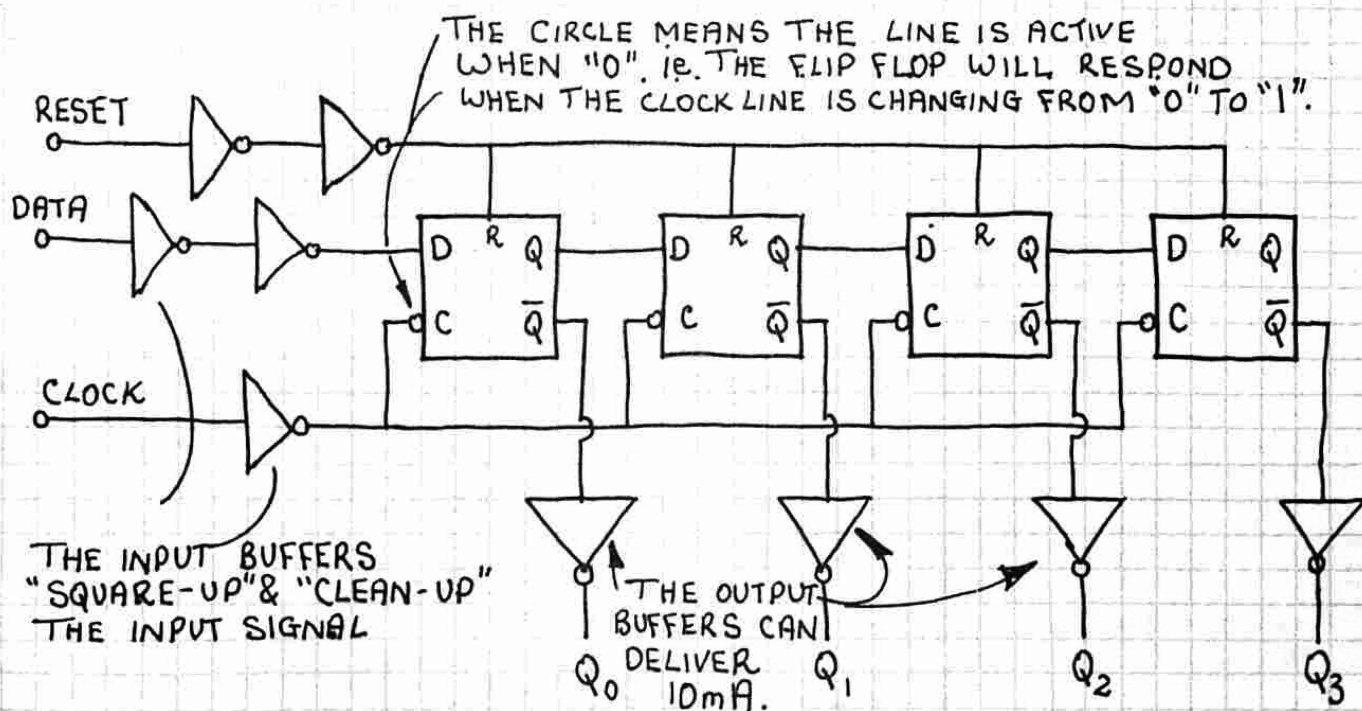 THE CIRCLE MEANS THE LINE IS ACTIVE
WHEN "0". ie. THE FLIP FLOP WILL RESPOND
WHEN THE CLOCK LINE IS CHANGING FROM "0" TO "1".
RESET
DATA
D R Q
C Q̅
D R Q
C Q̅
D R Q
C Q̅
D R Q
C Q̅
CLOCK
THE INPUT BUFFERS
"SQUARE-UP" & "CLEAN-UP"
THE INPUT SIGNAL
THE OUTPUT
BUFFERS CAN
DELIVER
10mA.
Q0
Q1
Q2
Q3